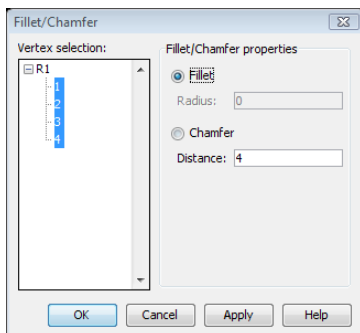 Fillet/Chamfer
Vertex selection:
R1
1
2
3
4
Fillet/Chamfer properties
Fillet
Radius: 0
Chamfer
Distance: 4
OK Cancel Apply Help